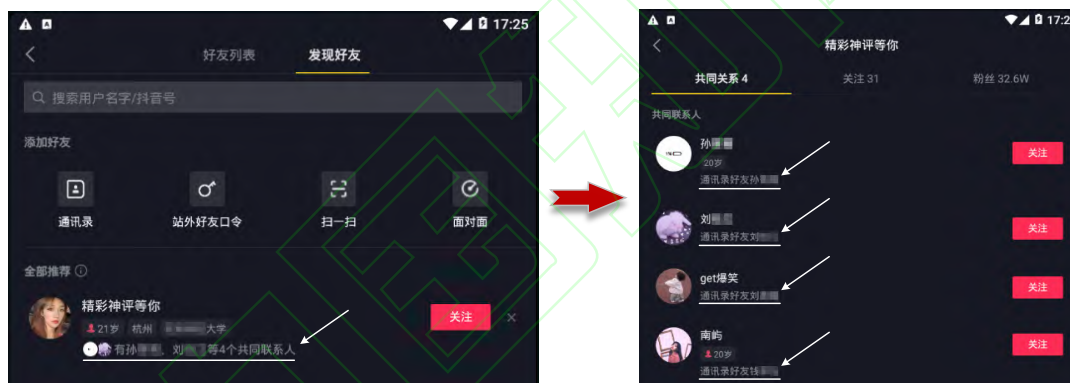 17:25
好友列表
发现好友
搜索用户名字/抖音号
添加好友
通讯录
站外好友口令
扫一扫
面对面
全部推荐
精彩神评等你
21岁 杭州 大学
有孙 、刘 等4个共同联系人
关注
17:2
精彩神评等你
共同关系 4
关注 31
粉丝 32.6W
共同联系人
孙
20岁
通讯录好友孙
关注
刘
通讯录好友刘
关注
get爆笑
通讯录好友刘
关注
南屿
20岁
通讯录好友钱
关注